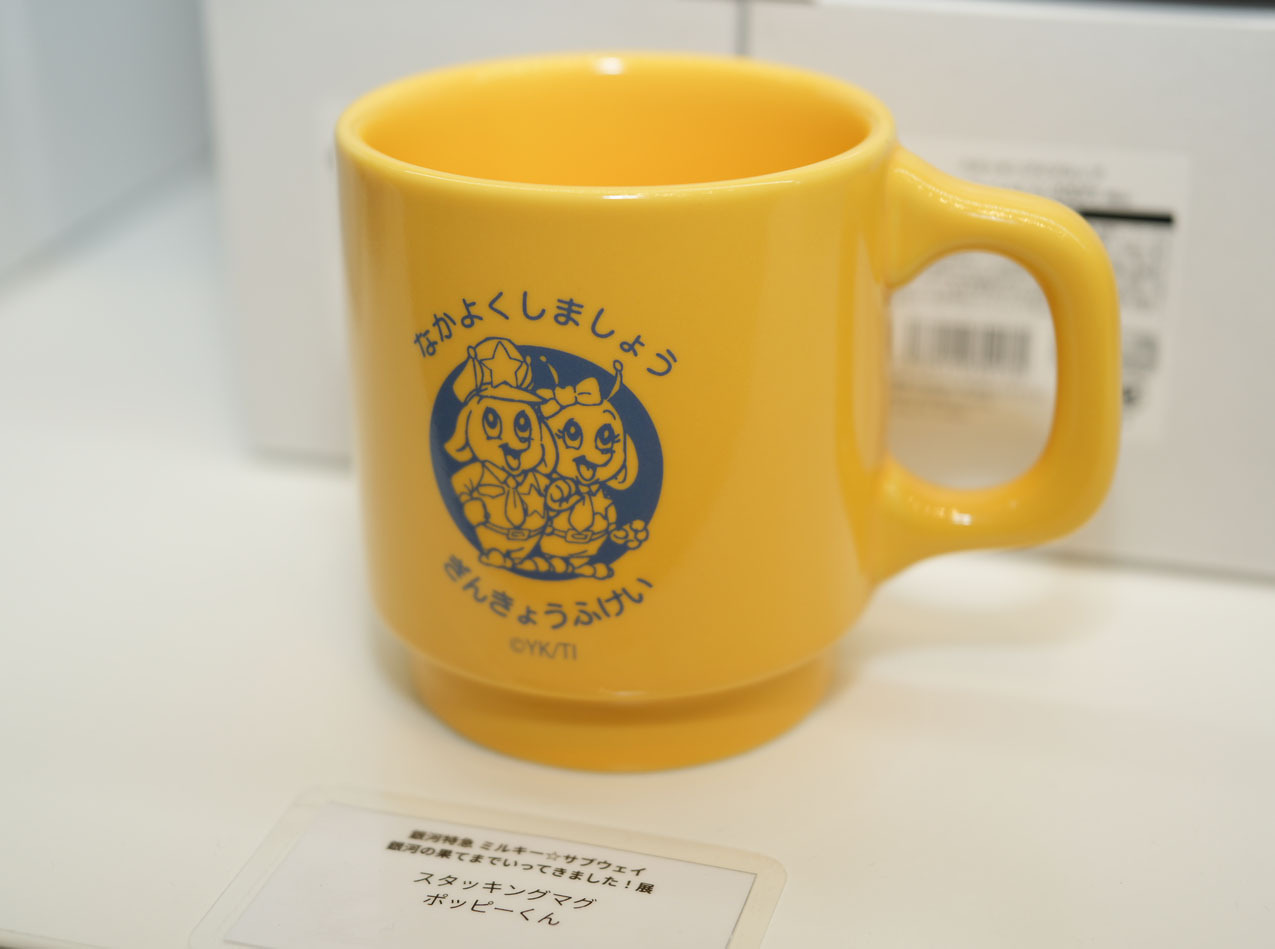 なかよくしましょう
ぎんきょうふけい
©YK/TI
銀河特急 ミルキー☆サブウェイ
銀河の果てまでいってきました！展
スタッキングマグ
ポッピーくん